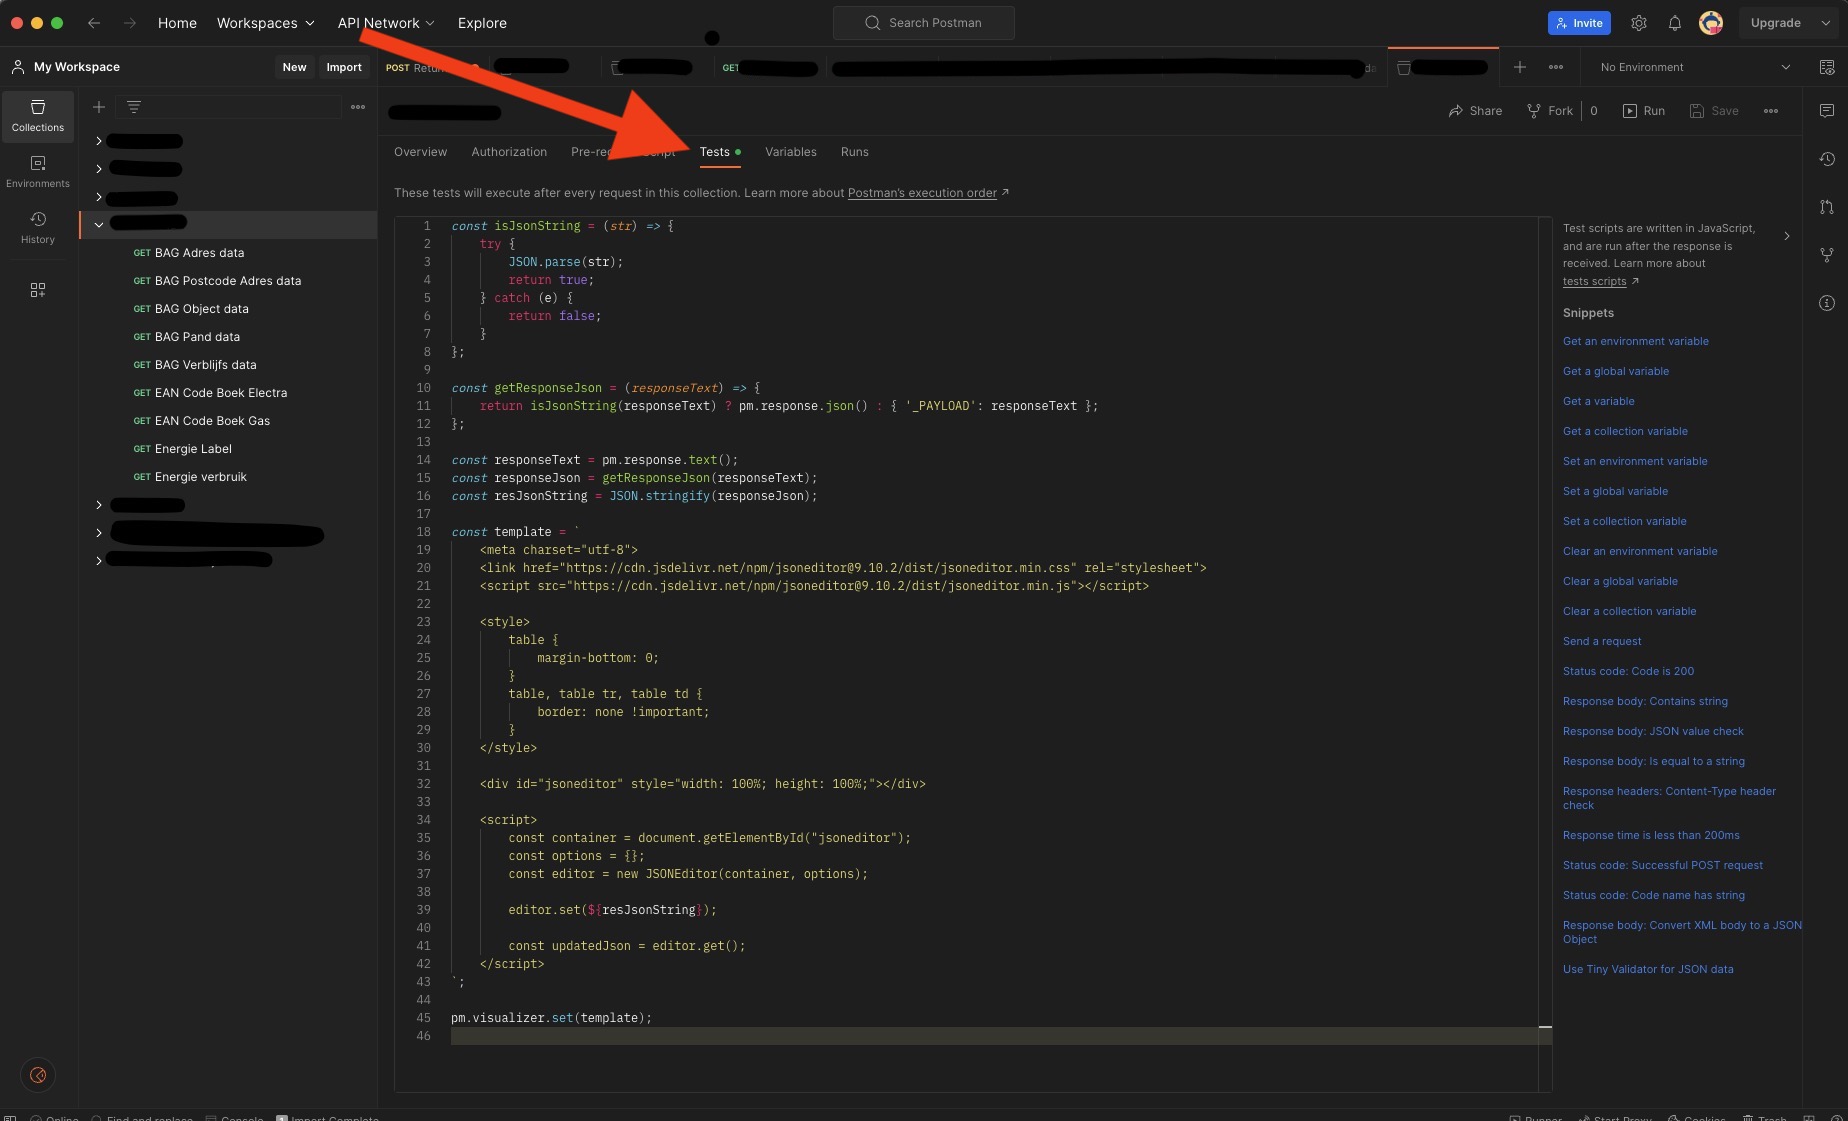 Home Workspaces API Network Explore Search Postman Invite Upgrade
My Workspace New Import POST GET No Environment
Collections
Environments
History
GET BAG Adres data
GET BAG Postcode Adres data
GET BAG Object data
GET BAG Pand data
GET BAG Verblijfs data
GET EAN Code Boek Electra
GET EAN Code Boek Gas
GET Energie Label
GET Energie verbruik
Share Fork 0 Run Save
Overview Authorization Tests Variables Runs
These tests will execute after every request in this collection. Learn more about Postman's execution order
1 const isJsonString = (str) => {
2 try {
3 JSON.parse(str);
4 return true;
5 } catch (e) {
6 return false;
7 }
8 };
9
10 const getResponseJson = (responseText) => {
11 return isJsonString(responseText) ? pm.response.json() : { '_PAYLOAD': responseText };
12 };
13
14 const responseText = pm.response.text();
15 const responseJson = getResponseJson(responseText);
16 const resJsonString = JSON.stringify(responseJson);
17
18 const template = `
19 <meta charset="utf-8">
20 <link href="https://cdn.jsdelivr.net/npm/jsoneditor@9.10.2/dist/jsoneditor.min.css" rel="stylesheet">
21 <script src="https://cdn.jsdelivr.net/npm/jsoneditor@9.10.2/dist/jsoneditor.min.js"></script>
22
23 <style>
24 table {
25 margin-bottom: 0;
26 }
27 table, table tr, table td {
28 border: none !important;
29 }
30 </style>
31
32 <div id="jsoneditor" style="width: 100%; height: 100%;"></div>
33
34 <script>
35 const container = document.getElementById("jsoneditor");
36 const options = {};
37 const editor = new JSONEditor(container, options);
38
39 editor.set(${resJsonString});
40
41 const updatedJson = editor.get();
42 </script>
43 `;
44
45 pm.visualizer.set(template);
46
Test scripts are written in JavaScript,
and are run after the response is
received. Learn more about
tests scripts
Snippets
Get an environment variable
Get a global variable
Get a variable
Get a collection variable
Set an environment variable
Set a global variable
Set a collection variable
Clear an environment variable
Clear a global variable
Clear a collection variable
Send a request
Status code: Code is 200
Response body: Contains string
Response body: JSON value check
Response body: Is equal to a string
Response headers: Content-Type header
check
Response time is less than 200ms
Status code: Successful POST request
Status code: Code name has string
Response body: Convert XML body to a JSON
Object
Use Tiny Validator for JSON data
Online Find and replace Console Import Complete Runner Start Proxy Cookies Trash